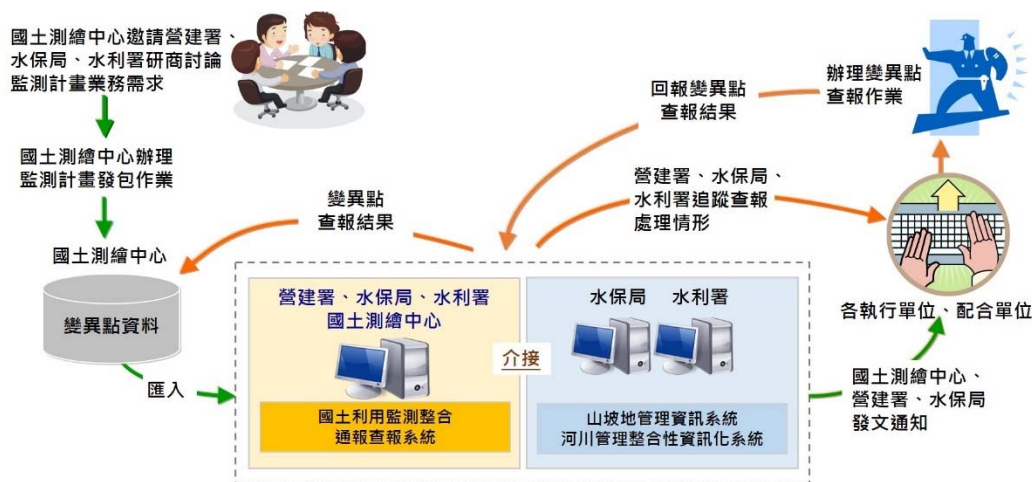 國土測繪中心邀請營建署、
水保局、水利署研商討論
監測計畫業務需求
國土測繪中心辦理
監測計畫發包作業
國土測繪中心
變異點資料
匯入
變異點
查報結果
回報變異點
查報結果
辦理變異點
查報作業
營建署、水保局、
水利署追蹤查報
處理情形
各執行單位、配合單位
國土測繪中心、
營建署、水保局
發文通知
營建署、水保局、水利署
國土測繪中心
國土利用監測整合
通報查報系統
介接
水保局 水利署
山坡地管理資訊系統
河川管理整合性資訊化系統